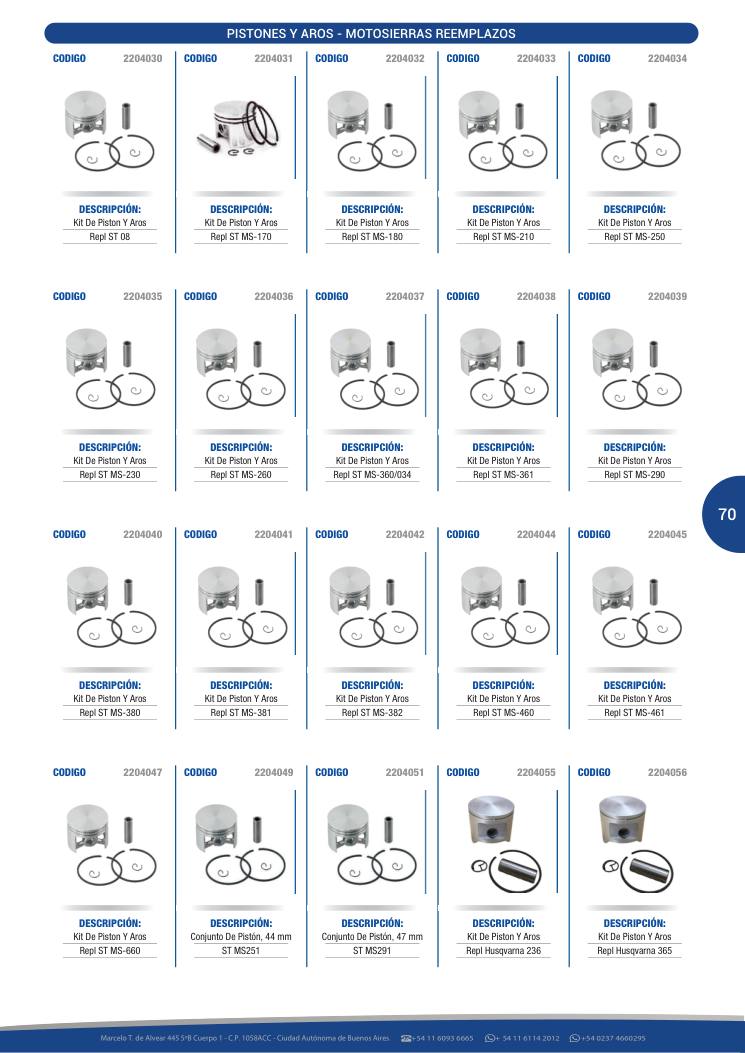 PISTONES Y AROS - MOTOSIERRAS REEMPLAZOS
CODIGO 2204030
DESCRIPCIÓN:
Kit De Piston Y Aros
Repl ST 08
CODIGO 2204031
DESCRIPCIÓN:
Kit De Piston Y Aros
Repl ST MS-170
CODIGO 2204032
DESCRIPCIÓN:
Kit De Piston Y Aros
Repl ST MS-180
CODIGO 2204033
DESCRIPCIÓN:
Kit De Piston Y Aros
Repl ST MS-210
CODIGO 2204034
DESCRIPCIÓN:
Kit De Piston Y Aros
Repl ST MS-250
CODIGO 2204035
DESCRIPCIÓN:
Kit De Piston Y Aros
Repl ST MS-230
CODIGO 2204036
DESCRIPCIÓN:
Kit De Piston Y Aros
Repl ST MS-260
CODIGO 2204037
DESCRIPCIÓN:
Kit De Piston Y Aros
Repl ST MS-360/034
CODIGO 2204038
DESCRIPCIÓN:
Kit De Piston Y Aros
Repl ST MS-361
CODIGO 2204039
DESCRIPCIÓN:
Kit De Piston Y Aros
Repl ST MS-290
70
CODIGO 2204040
DESCRIPCIÓN:
Kit De Piston Y Aros
Repl ST MS-380
CODIGO 2204041
DESCRIPCIÓN:
Kit De Piston Y Aros
Repl ST MS-381
CODIGO 2204042
DESCRIPCIÓN:
Kit De Piston Y Aros
Repl ST MS-382
CODIGO 2204044
DESCRIPCIÓN:
Kit De Piston Y Aros
Repl ST MS-460
CODIGO 2204045
DESCRIPCIÓN:
Kit De Piston Y Aros
Repl ST MS-461
CODIGO 2204047
DESCRIPCIÓN:
Kit De Piston Y Aros
Repl ST MS-660
CODIGO 2204049
DESCRIPCIÓN:
Conjunto De Pistón, 44 mm
ST MS251
CODIGO 2204051
DESCRIPCIÓN:
Conjunto De Pistón, 47 mm
ST MS291
CODIGO 2204055
DESCRIPCIÓN:
Kit De Piston Y Aros
Repl Husqvarna 236
CODIGO 2204056
DESCRIPCIÓN:
Kit De Piston Y Aros
Repl Husqvarna 365
Marcelo T. de Alvear 445 5ºB Cuerpo 1 - C.P. 1058ACC - Ciudad Autónoma de Buenos Aires. +54 11 6093 6665 + 54 11 6114 2012 +54 0237 4660295